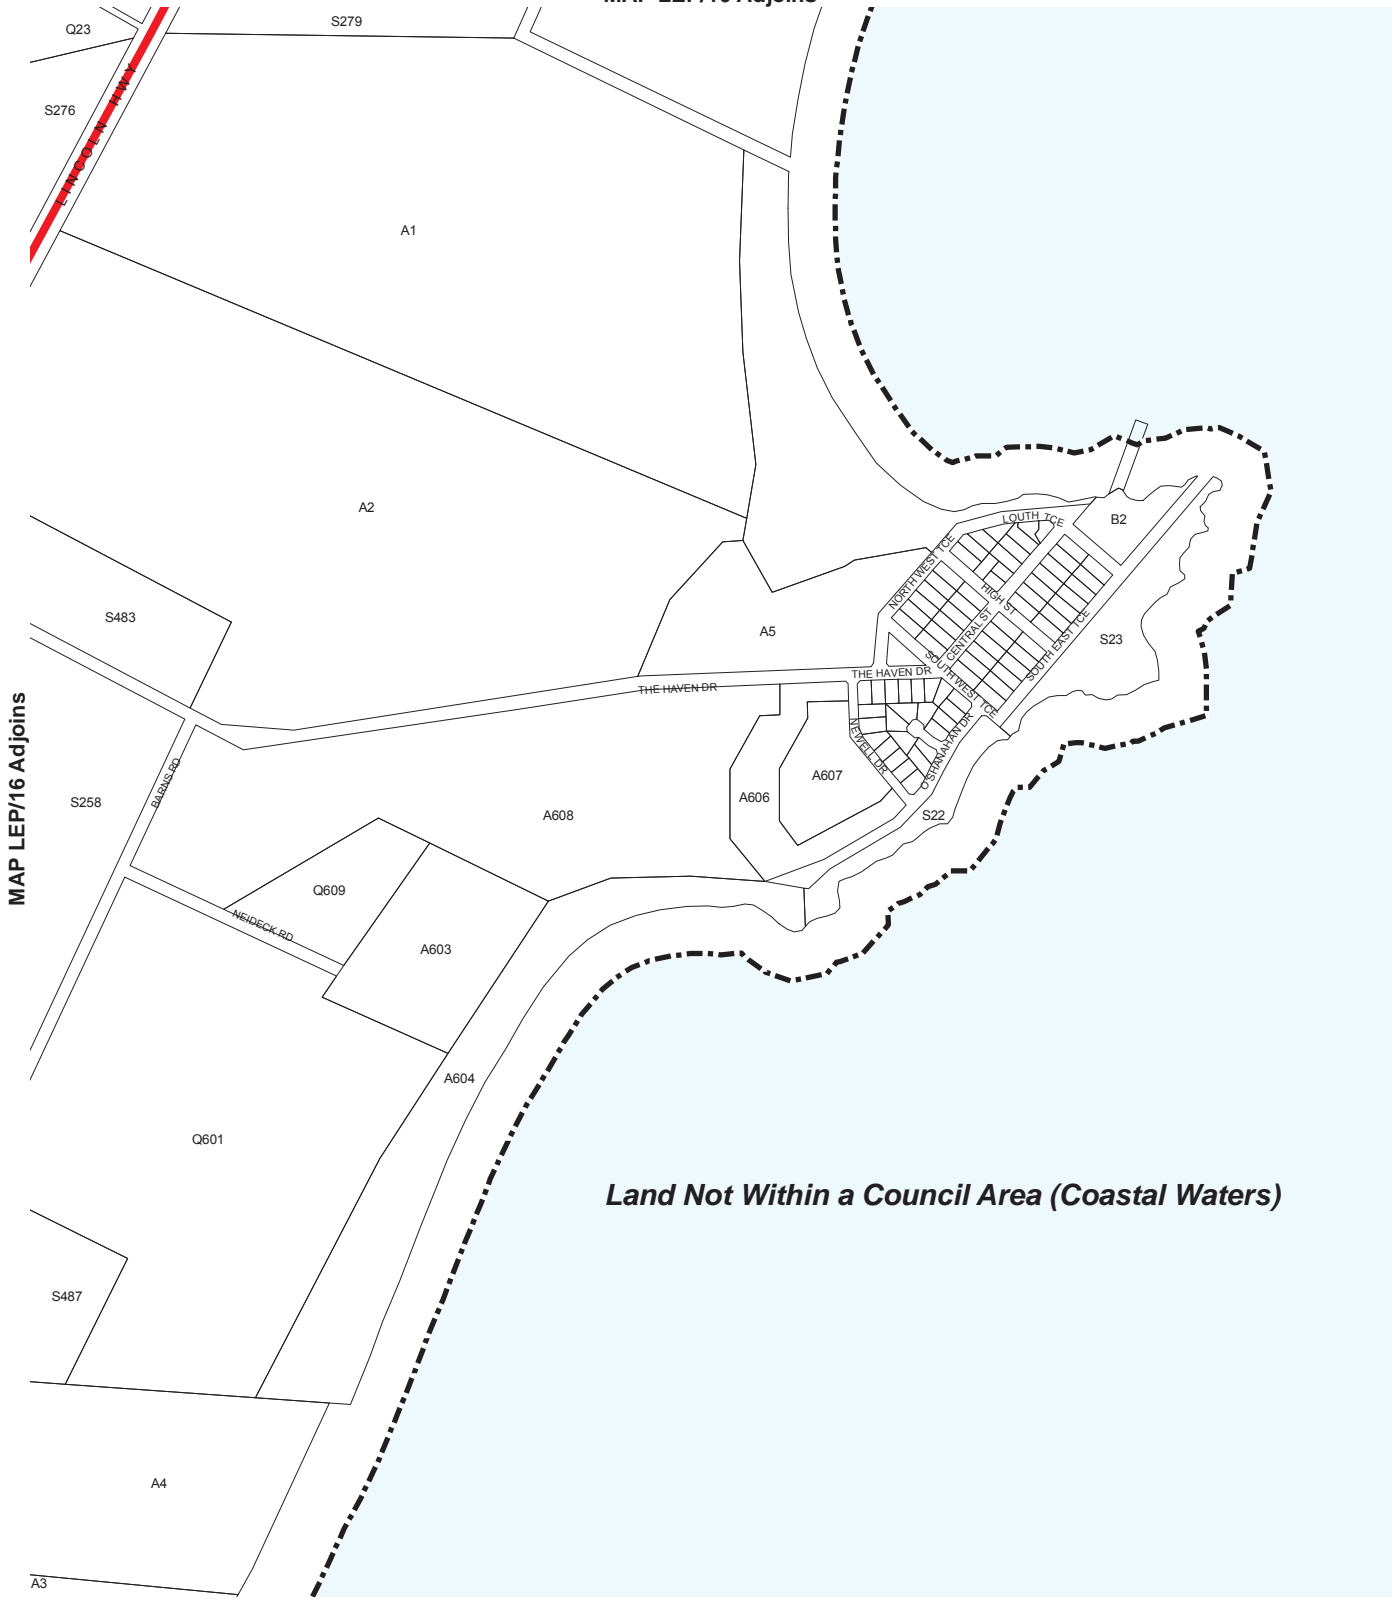 Adjoins
S279
Q23
S276
LINCOLN HWY
A1
A2
B2
LOUTH TCE
NORTH WEST TCE
HIGH ST
CENTRAL ST
SOUTH EAST TCE
S23
S483
A5
SOUTH WEST TCE
THE HAVEN DR
THE HAVEN DR
NEWELL DR
O'SHANAHAN DR
MAP LEP/16 Adjoins
BARNS RD
S258
A607
A606
A608
S22
Q609
NEIDECK RD
A603
A604
Q601
Land Not Within a Council Area (Coastal Waters)
S487
A4
A3